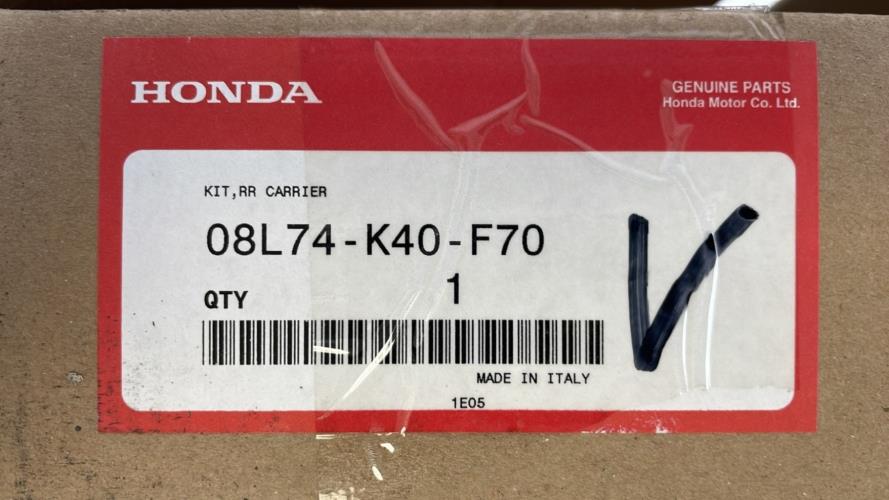 HONDA
GENUINE PARTS
Honda Motor Co. Ltd.
KIT,RR CARRIER
08L74-K40-F70
QTY 1
MADE IN ITALY
1E05
V